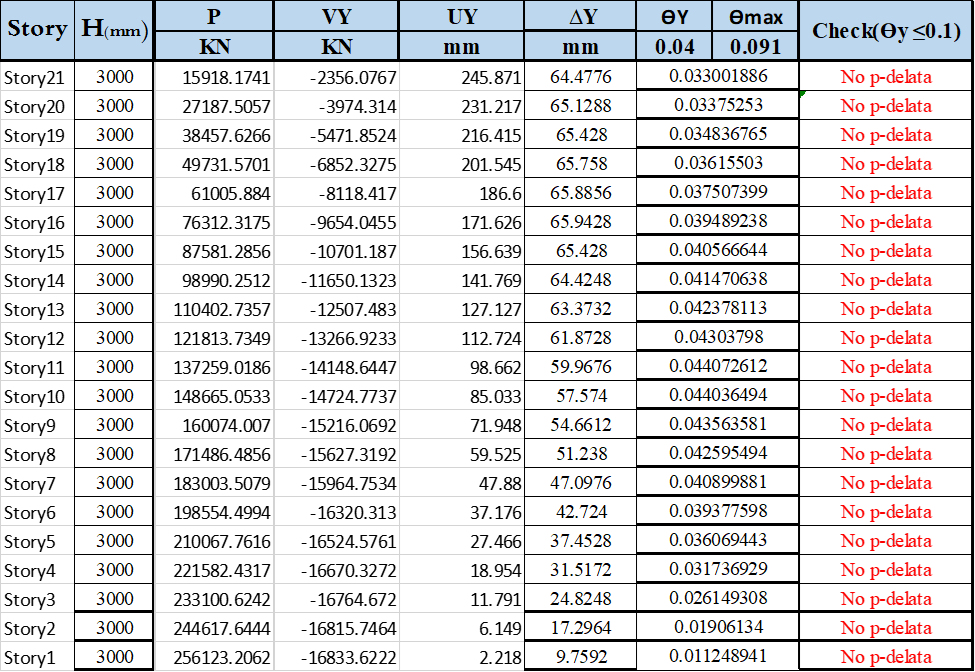 Story H(mm) P VY UY ΔY ӨY Өmax Check(Өy ≤0.1)
KN KN mm mm 0.04 0.091
Story21 3000 15918.1741 -2356.0767 245.871 64.4776 0.033001886 No p-delata
Story20 3000 27187.5057 -3974.314 231.217 65.1288 0.03375253 No p-delata
Story19 3000 38457.6266 -5471.8524 216.415 65.428 0.034836765 No p-delata
Story18 3000 49731.5701 -6852.3275 201.545 65.758 0.03615503 No p-delata
Story17 3000 61005.884 -8118.417 186.6 65.8856 0.037507399 No p-delata
Story16 3000 76312.3175 -9654.0455 171.626 65.9428 0.039489238 No p-delata
Story15 3000 87581.2856 -10701.187 156.639 65.428 0.040566644 No p-delata
Story14 3000 98990.2512 -11650.1323 141.769 64.4248 0.041470638 No p-delata
Story13 3000 110402.7357 -12507.483 127.127 63.3732 0.042378113 No p-delata
Story12 3000 121813.7349 -13266.9233 112.724 61.8728 0.04303798 No p-delata
Story11 3000 137259.0186 -14148.6447 98.662 59.9676 0.044072612 No p-delata
Story10 3000 148665.0533 -14724.7737 85.033 57.574 0.044036494 No p-delata
Story9 3000 160074.007 -15216.0692 71.948 54.6612 0.043563581 No p-delata
Story8 3000 171486.4856 -15627.3192 59.525 51.238 0.042595494 No p-delata
Story7 3000 183003.5079 -15964.7534 47.88 47.0976 0.040899881 No p-delata
Story6 3000 198554.4994 -16320.313 37.176 42.724 0.039377598 No p-delata
Story5 3000 210067.7616 -16524.5761 27.466 37.4528 0.036069443 No p-delata
Story4 3000 221582.4317 -16670.3272 18.954 31.5172 0.031736929 No p-delata
Story3 3000 233100.6242 -16764.672 11.791 24.8248 0.026149308 No p-delata
Story2 3000 244617.6444 -16815.7464 6.149 17.2964 0.01906134 No p-delata
Story1 3000 256123.2062 -16833.6222 2.218 9.7592 0.011248941 No p-delata